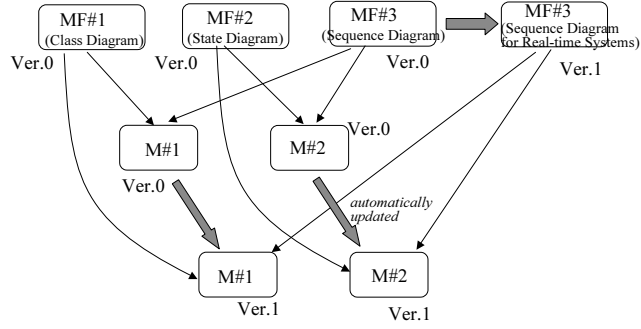 MF#1
(Class Diagram)
Ver.0
MF#2
(State Diagram)
Ver.0
MF#3
(Sequence Diagram)
Ver.0
MF#3
(Sequence Diagram
for Real-time Systems)
Ver.1
M#1
Ver.0
M#2
Ver.0
automatically
updated
M#1
Ver.1
M#2
Ver.1